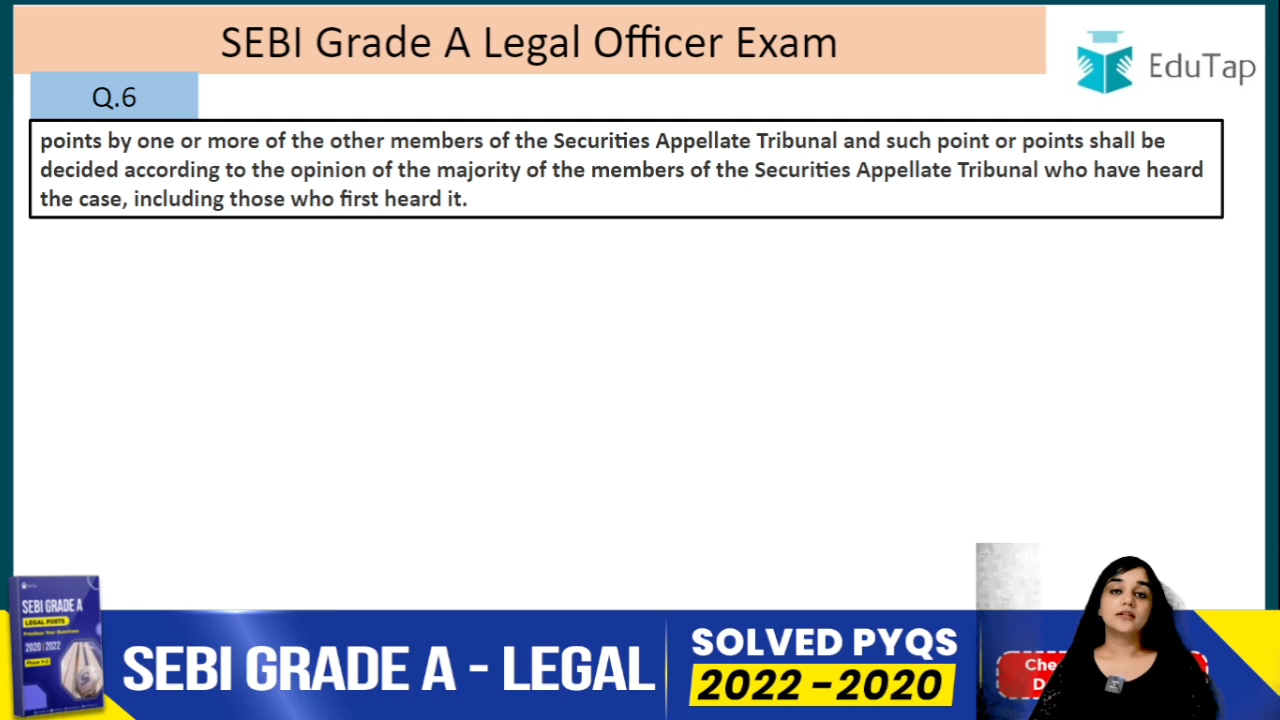 SEBI Grade A Legal Officer Exam
EduTap
Q.6
points by one or more of the other members of the Securities Appellate Tribunal and such point or points shall be
decided according to the opinion of the majority of the members of the Securities Appellate Tribunal who have heard
the case, including those who first heard it.
SEBI GRADE A
LEGAL POSTS
Previous Year Questions
2020 | 2022
SEBI GRADE A - LEGAL
SOLVED PYQS
2022 - 2020
Che
D